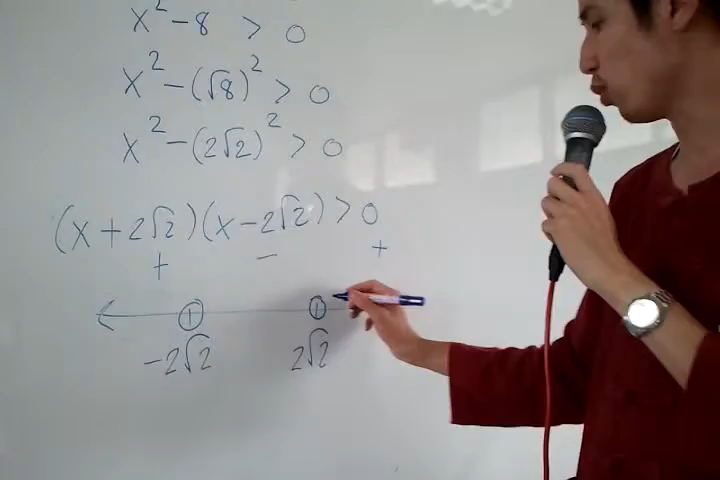 x² - 8 > 0
x² - (√8)² > 0
x² - (2√2)² > 0
(x + 2√2)(x - 2√2) > 0
+ - +
-2√2 2√2